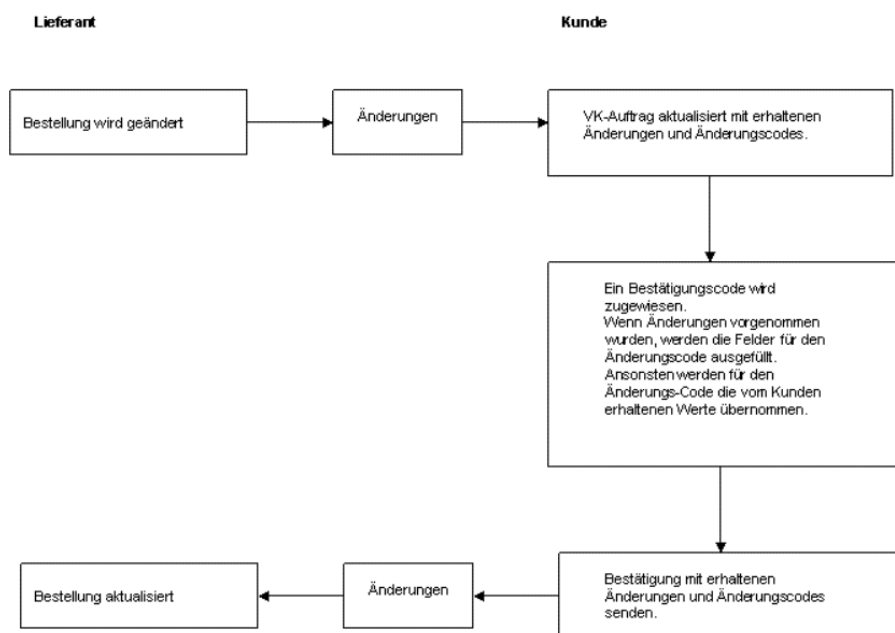 Lieferant
Kunde
Bestellung wird geändert
Änderungen
VK-Auftrag aktualisiert mit erhaltenen
Änderungen und Änderungscodes.
Ein Bestätigungscode wird
zugewiesen.
Wenn Änderungen vorgenommen
wurden, werden die Felder für den
Änderungscode ausgefüllt.
Ansonsten werden für den
Änderungs-Code die vom Kunden
erhaltenen Werte übernommen.
Bestellung aktualisiert
Änderungen
Bestätigung mit erhaltenen
Änderungen und Änderungscodes
senden.